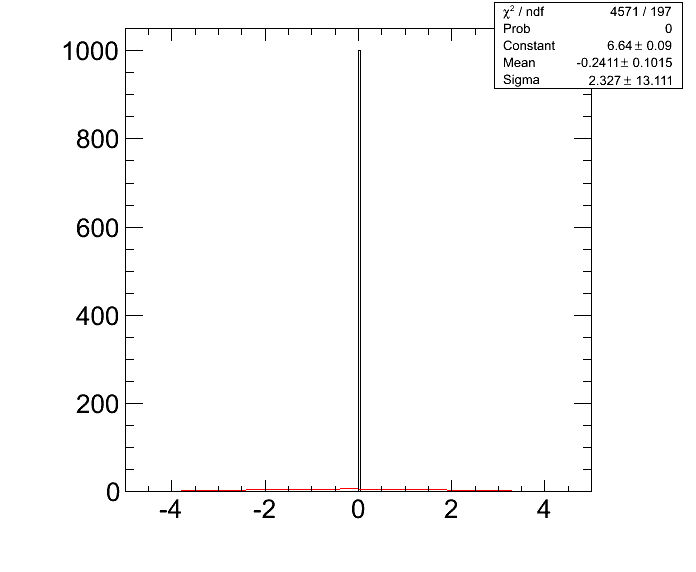 χ² / ndf 4571 / 197
Prob 0
Constant 6.64 ± 0.09
Mean -0.2411 ± 0.1015
Sigma 2.327 ± 13.111
1000
800
600
400
200
0
-4 -2 0 2 4